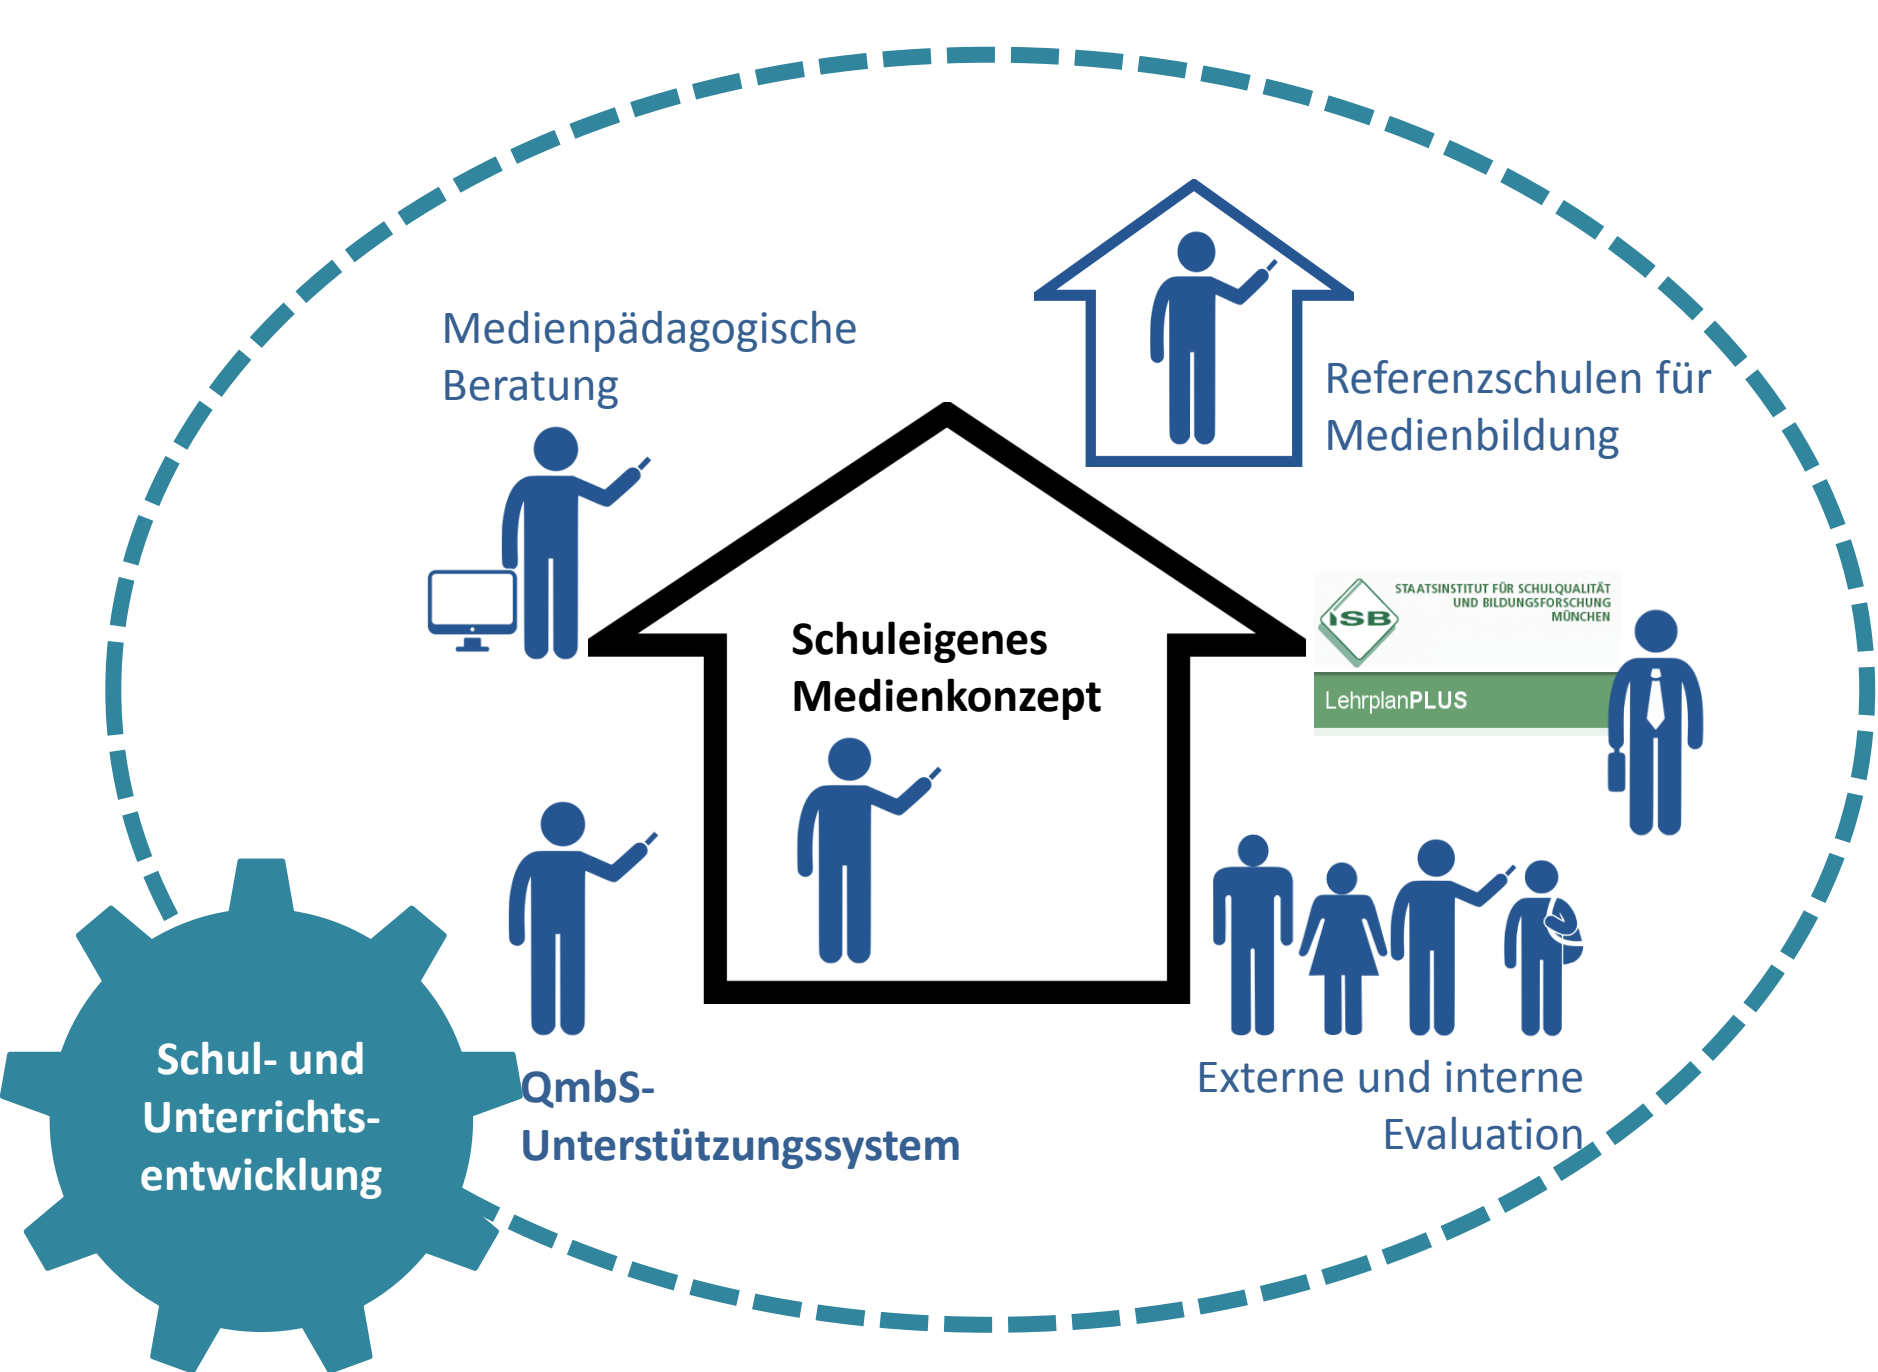 Medienpädagogische
Beratung
Referenzschulen für
Medienbildung
Schuleigenes
Medienkonzept
ISB
STAATSINSTITUT FÜR SCHULQUALITÄT
UND BILDUNGSFORSCHUNG
MÜNCHEN
LehrplanPLUS
Schul- und
Unterrichts-
entwicklung
QmbS-
Unterstützungssystem
Externe und interne
Evaluation